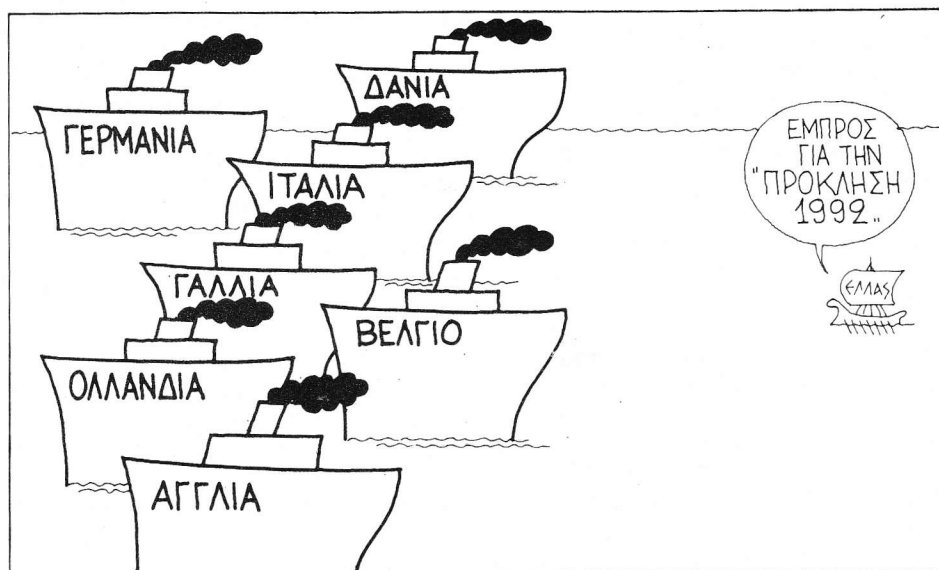 ΔΑΝΙΑ
ΓΕΡΜΑΝΙΑ
ΙΤΑΛΙΑ
ΓΑΛΛΙΑ
ΒΕΛΓΙΟ
ΟΛΛΑΝΔΙΑ
ΑΓΓΛΙΑ
ΕΜΠΡΟΣ
ΓΙΑ ΤΗΝ
"ΠΡΟΚΛΗΣΗ
1992„
ΕΛΛΑΣ